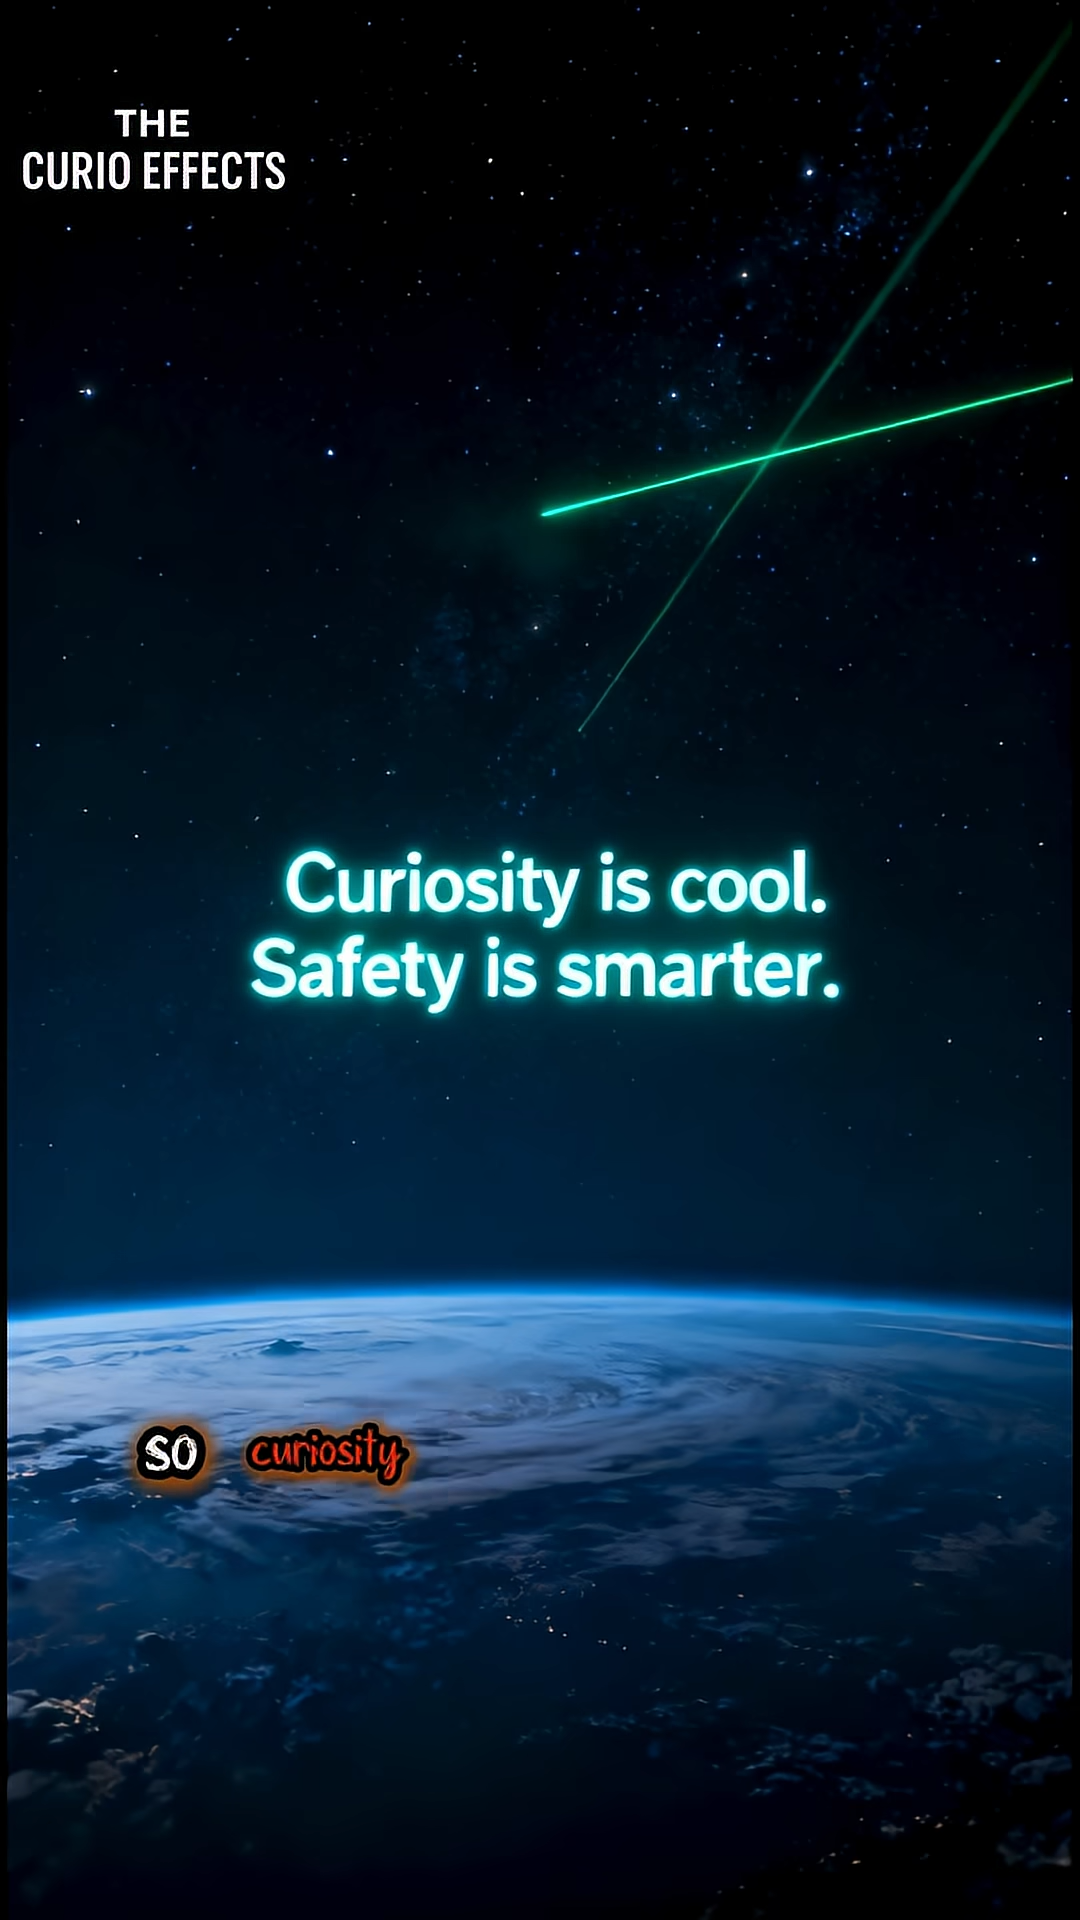 THE
CURIO EFFECTS
Curiosity is cool.
Safety is smarter.
SO curiosity